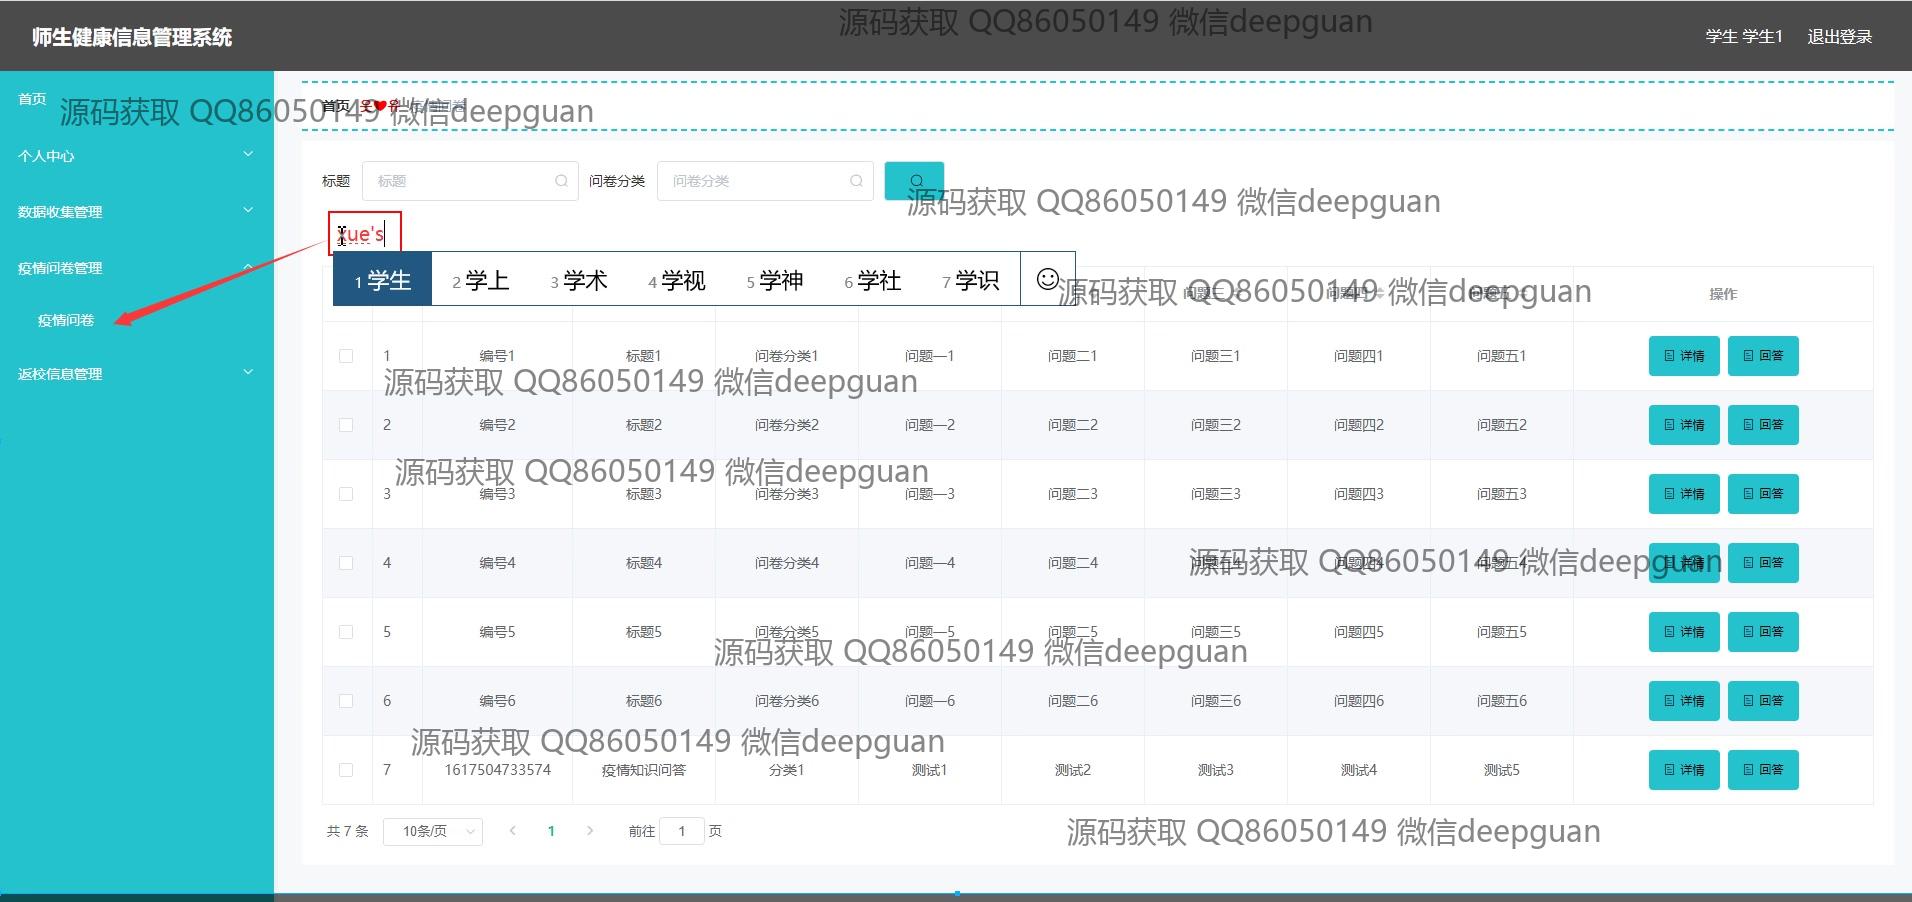 师生健康信息管理系统
源码获取 QQ86050149 微信deepguan
学生 学生1 退出登录
首页
源码获取 QQ86050149 微信deepguan
首页 疫情问卷
个人中心
数据收集管理
疫情问卷管理
疫情问卷
返校信息管理
标题 标题 问卷分类 问卷分类
源码获取 QQ86050149 微信deepguan
xue's
1 学生 2 学上 3 学术 4 学视 5 学神 6 学社 7 学识
源码获取 QQ86050149 微信deepguan
问题三 问题四 问题五 操作
1 编号1 标题1 问卷分类1 问题一1 问题二1 问题三1 问题四1 问题五1 详情 回答
源码获取 QQ86050149 微信deepguan
2 编号2 标题2 问卷分类2 问题一2 问题二2 问题三2 问题四2 问题五2 详情 回答
源码获取 QQ86050149 微信deepguan
3 编号3 标题3 问卷分类3 问题一3 问题二3 问题三3 问题四3 问题五3 详情 回答
源码获取 QQ86050149 微信deepguan
4 编号4 标题4 问卷分类4 问题一4 问题二4 问题三4 问题四4 问题五4 详情 回答
5 编号5 标题5 问卷分类5 问题一5 问题二5 问题三5 问题四5 问题五5 详情 回答
源码获取 QQ86050149 微信deepguan
6 编号6 标题6 问卷分类6 问题一6 问题二6 问题三6 问题四6 问题五6 详情 回答
源码获取 QQ86050149 微信deepguan
7 1617504733574 疫情知识问答 分类1 测试1 测试2 测试3 测试4 测试5 详情 回答
共 7 条 10条/页 1 前往 1 页
源码获取 QQ86050149 微信deepguan